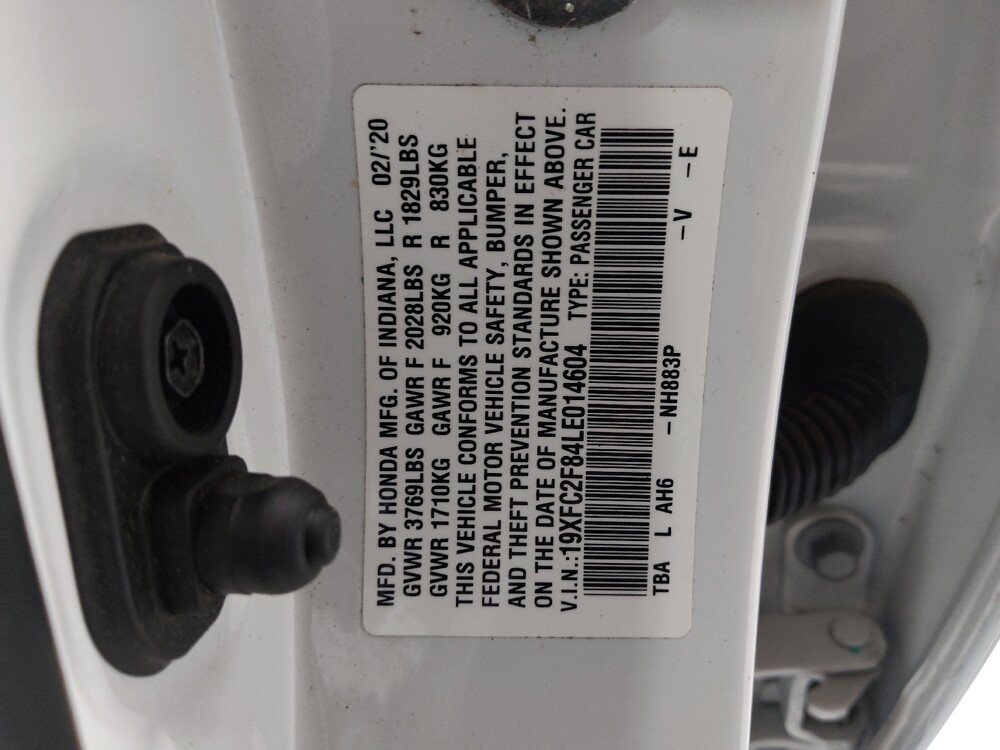 MFD. BY HONDA MFG. OF INDIANA, LLC 02/'20
GVWR 3769LBS GAWR F 2028LBS R 1829LBS
GVWR 1710KG GAWR F 920KG R 830KG
THIS VEHICLE CONFORMS TO ALL APPLICABLE
FEDERAL MOTOR VEHICLE SAFETY, BUMPER,
AND THEFT PREVENTION STANDARDS IN EFFECT
ON THE DATE OF MANUFACTURE SHOWN ABOVE.
V.I.N.:19XFC2F84LE014604 TYPE: PASSENGER CAR
TBA L AH6 –NH883P –V –E